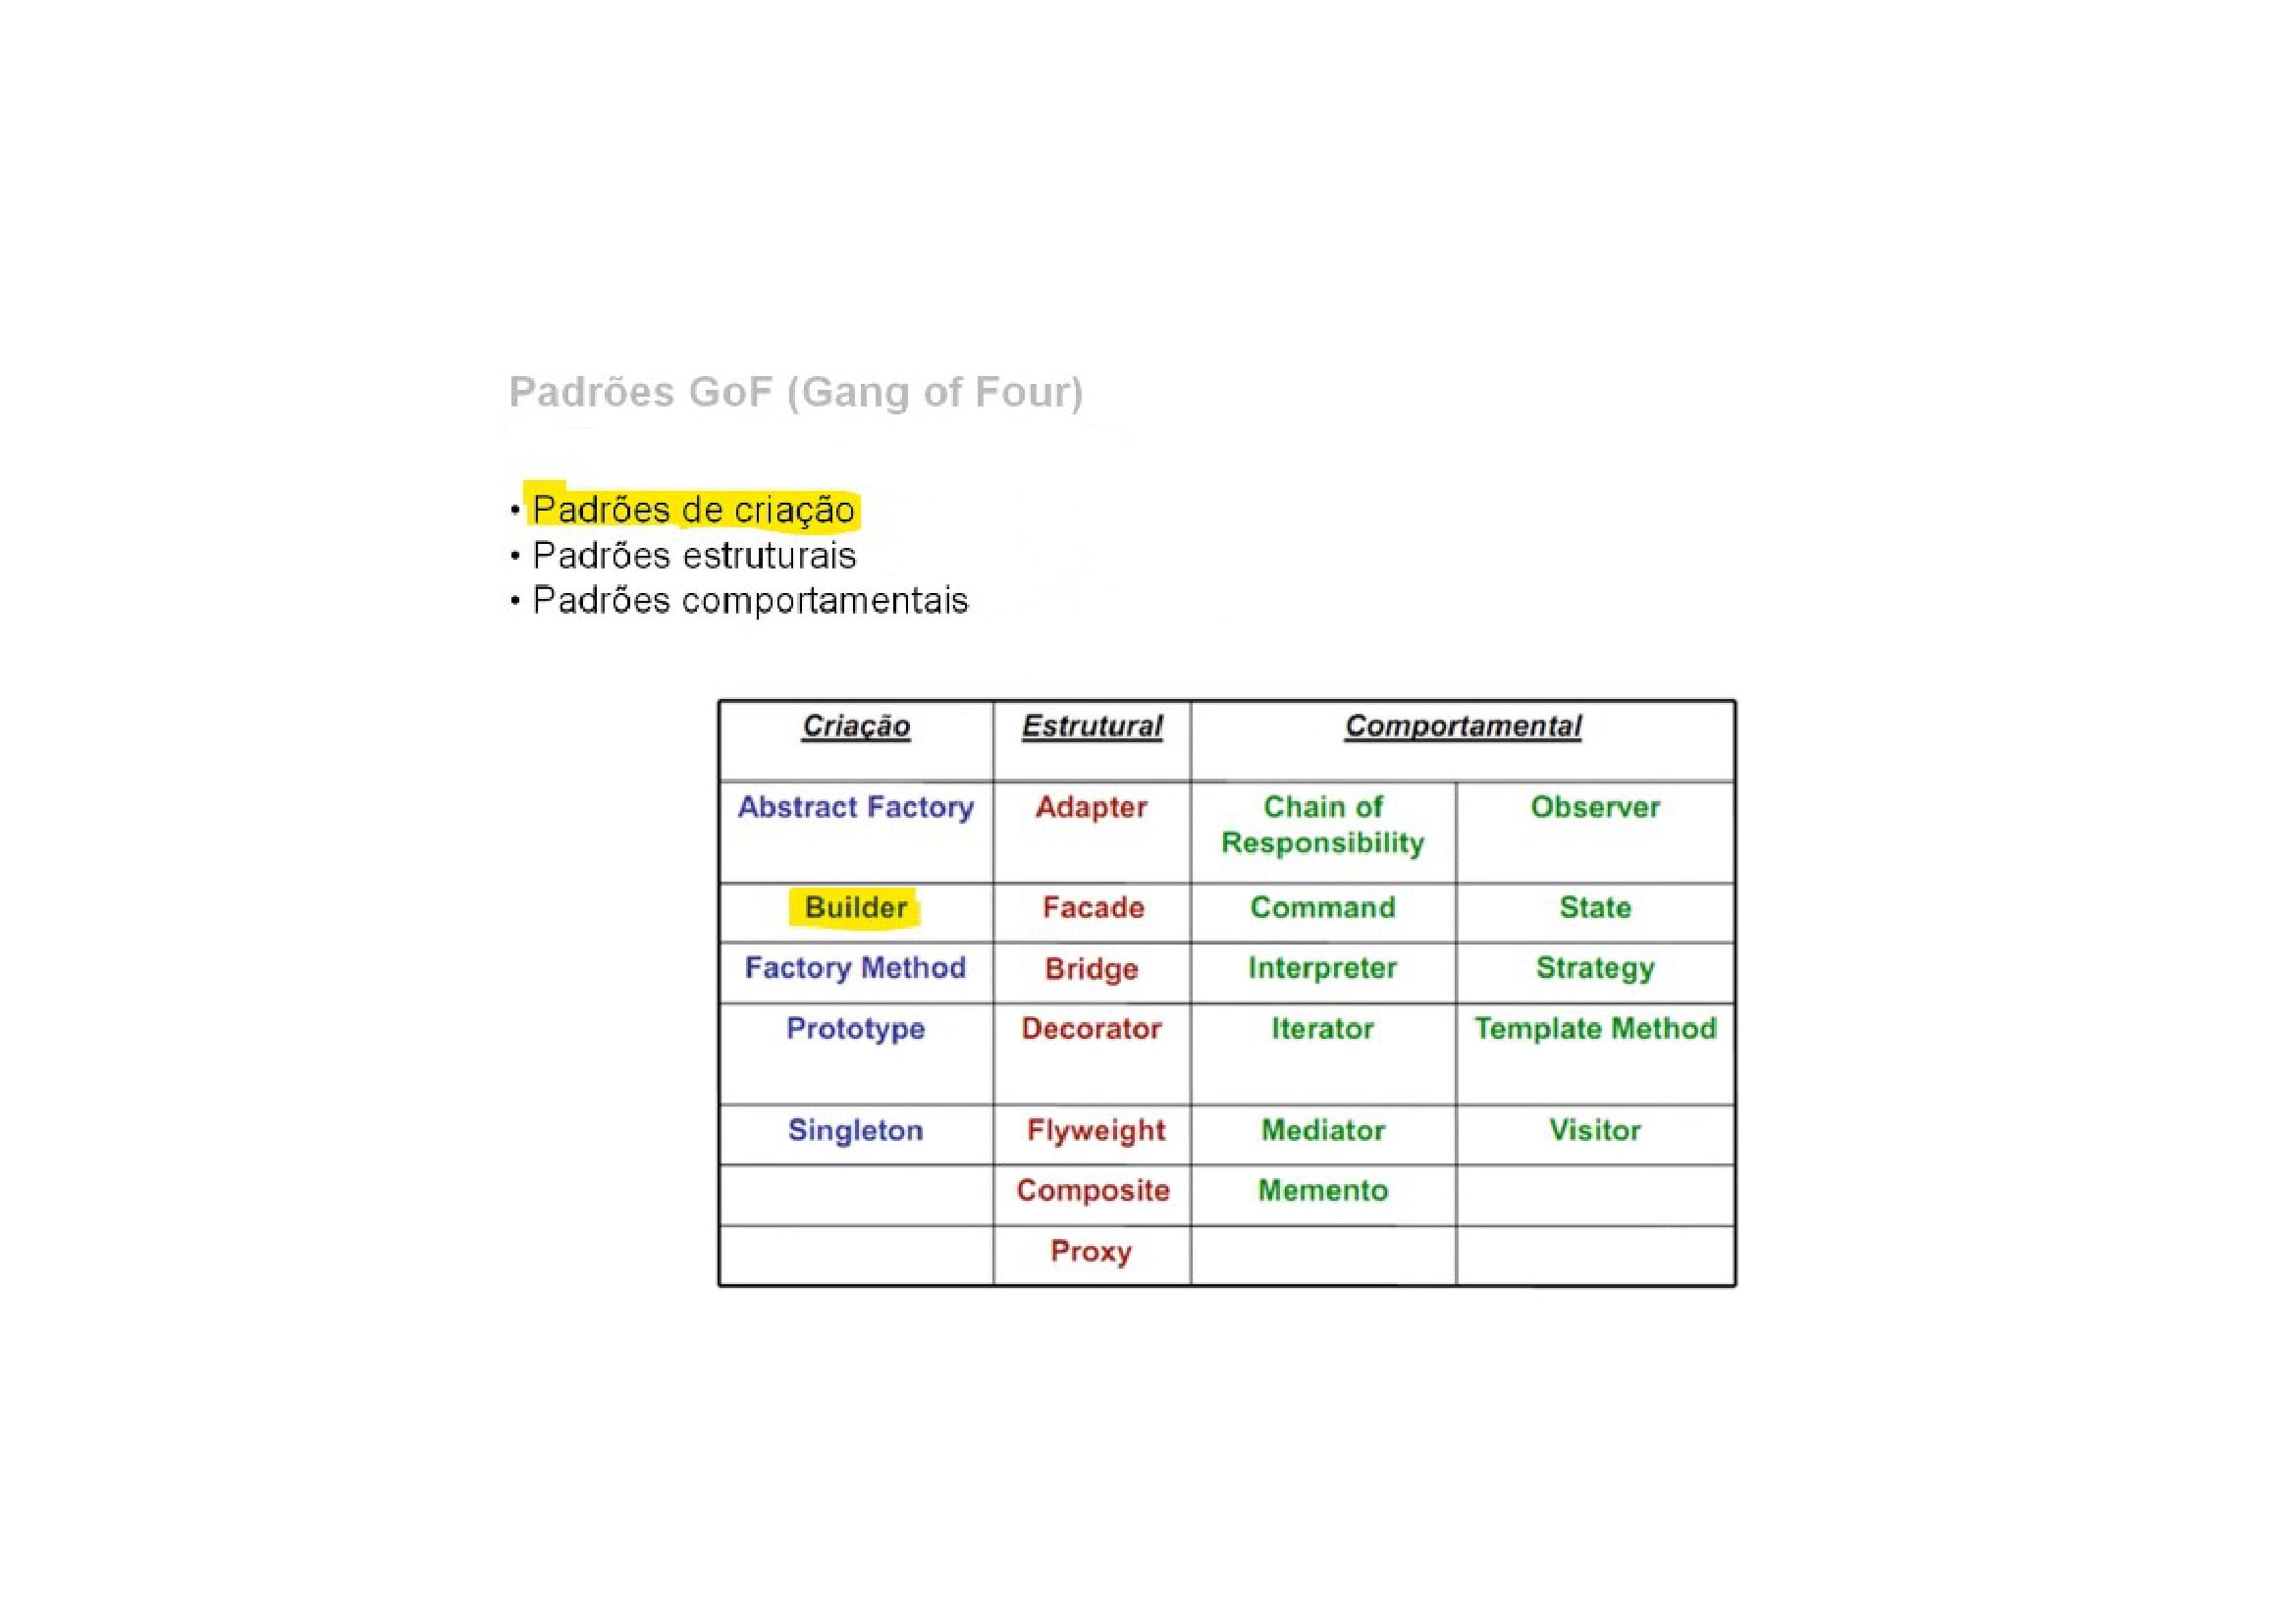 Padrões GoF (Gang of Four)
• Padrões de criação
• Padrões estruturais
• Padrões comportamentais
Criação Estrutural Comportamental
Abstract Factory Adapter Chain of Responsibility Observer
Builder Facade Command State
Factory Method Bridge Interpreter Strategy
Prototype Decorator Iterator Template Method
Singleton Flyweight Mediator Visitor
Composite Memento
Proxy